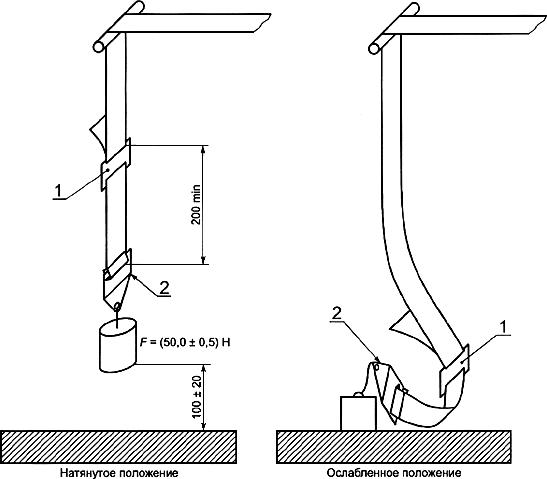 1
200 min
2
F = (50,0 ± 0,5) Н
100 ± 20
Натянутое положение
2
1
Ослабленное положение